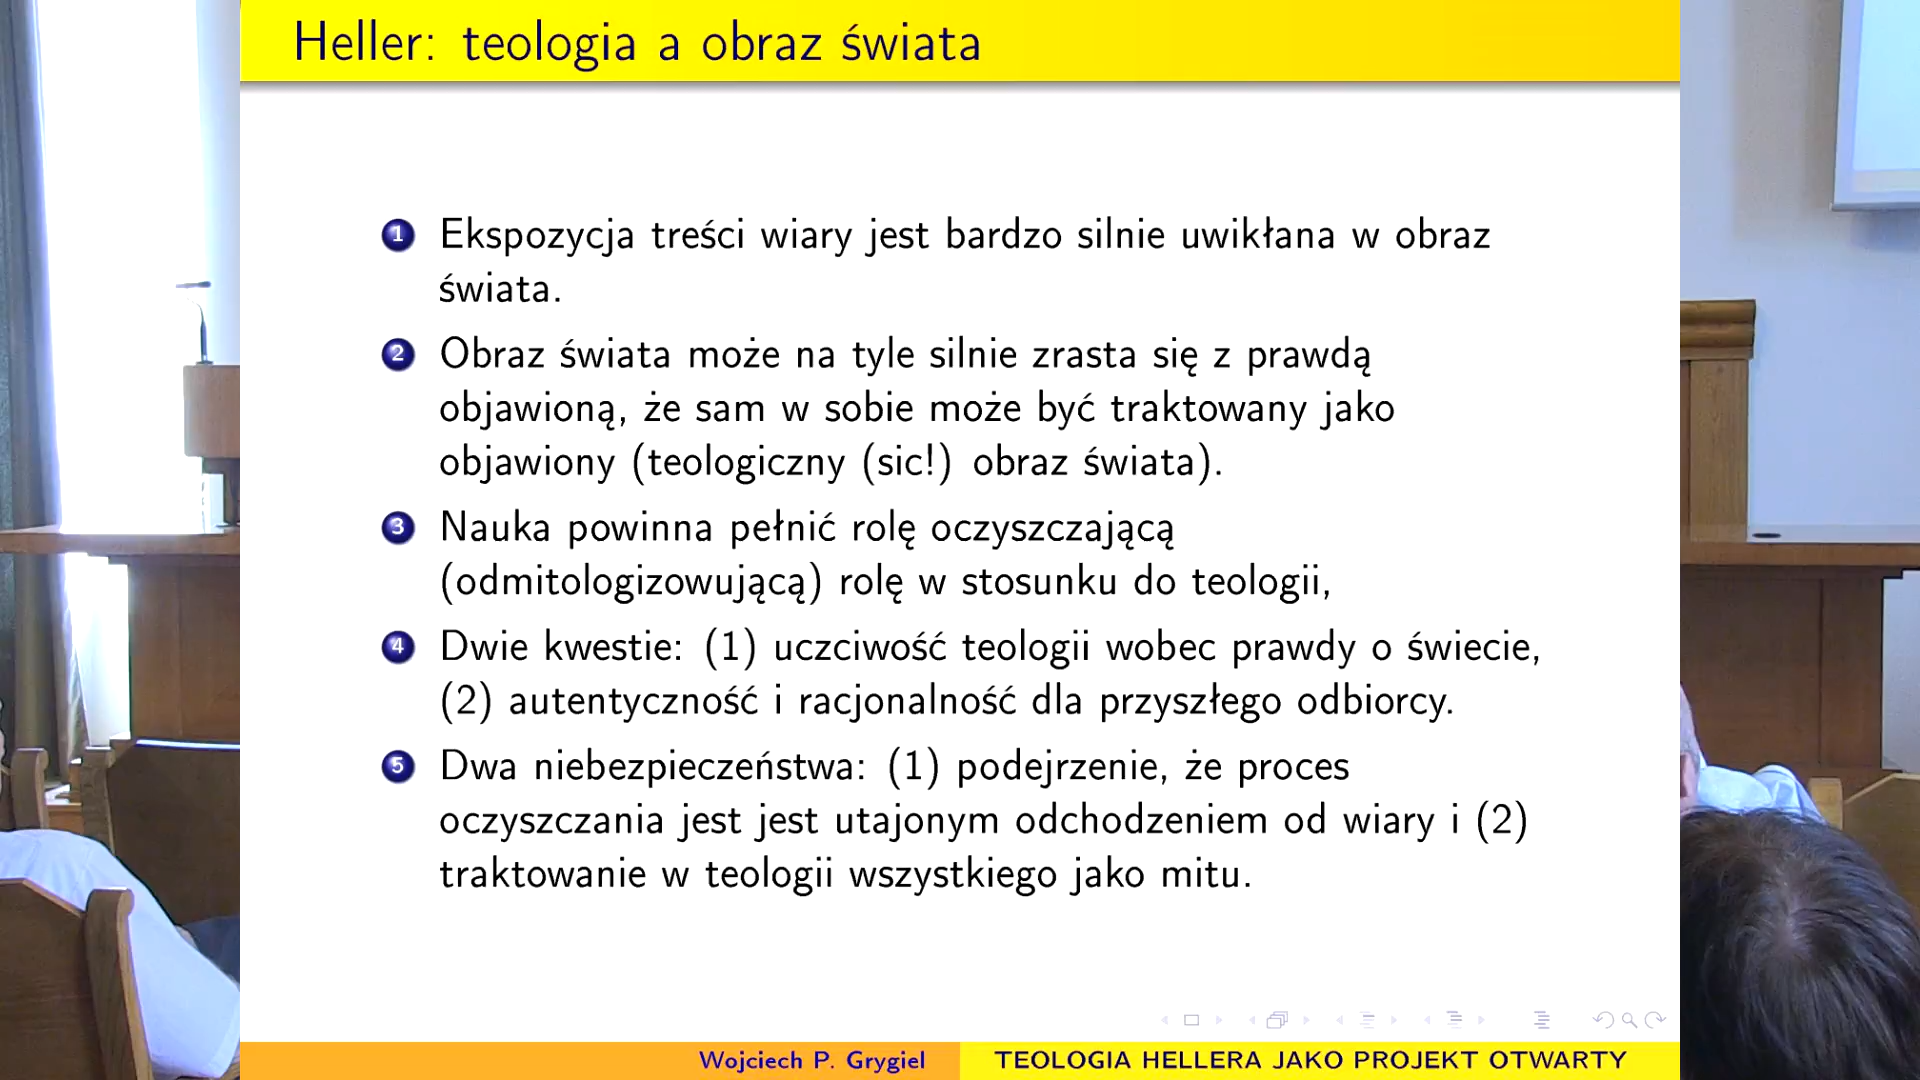 Heller: teologia a obraz świata
1 Ekspozycja treści wiary jest bardzo silnie uwikłana w obraz
świata.
2 Obraz świata może na tyle silnie zrasta się z prawdą
objawioną, że sam w sobie może być traktowany jako
objawiony (teologiczny (sic!) obraz świata).
3 Nauka powinna pełnić rolę oczyszczającą
(odmitologizowującą) rolę w stosunku do teologii,
4 Dwie kwestie: (1) uczciwość teologii wobec prawdy o świecie,
(2) autentyczność i racjonalność dla przyszłego odbiorcy.
5 Dwa niebezpieczeństwa: (1) podejrzenie, że proces
oczyszczania jest jest utajonym odchodzeniem od wiary i (2)
traktowanie w teologii wszystkiego jako mitu.
Wojciech P. Grygiel TEOLOGIA HELLERA JAKO PROJEKT OTWARTY